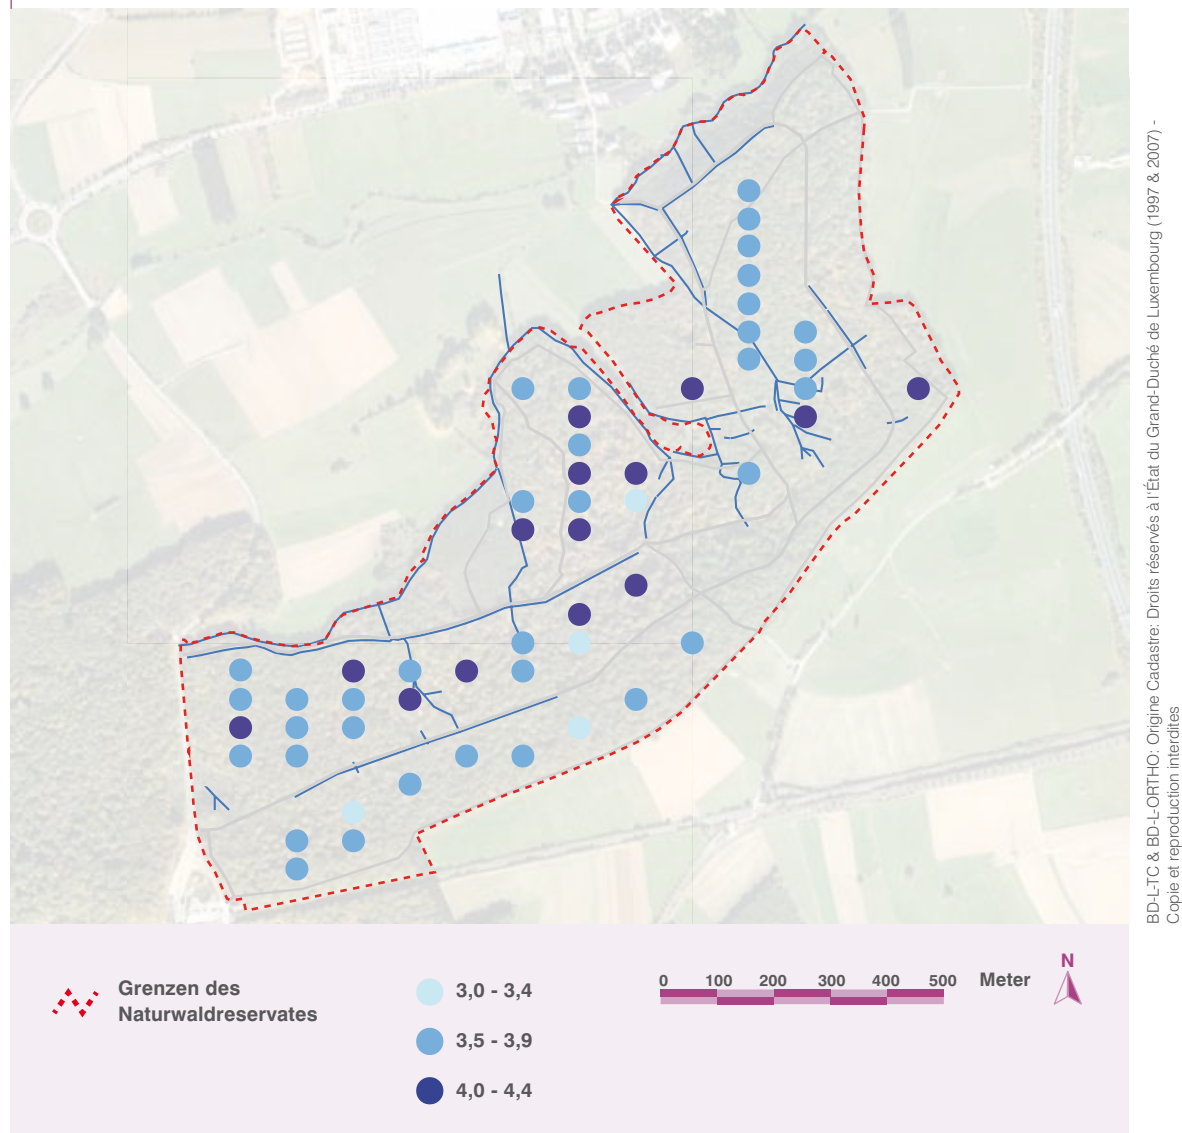 BD-L-TC & BD-L-ORTHO: Origine Cadastre: Droits réservés à l'État du Grand-Duché de Luxembourg (1997 & 2007) -
Copie et reproduction interdites
Grenzen des
Naturwaldreservates
3,0 - 3,4
3,5 - 3,9
4,0 - 4,4
0 100 200 300 400 500 Meter
N